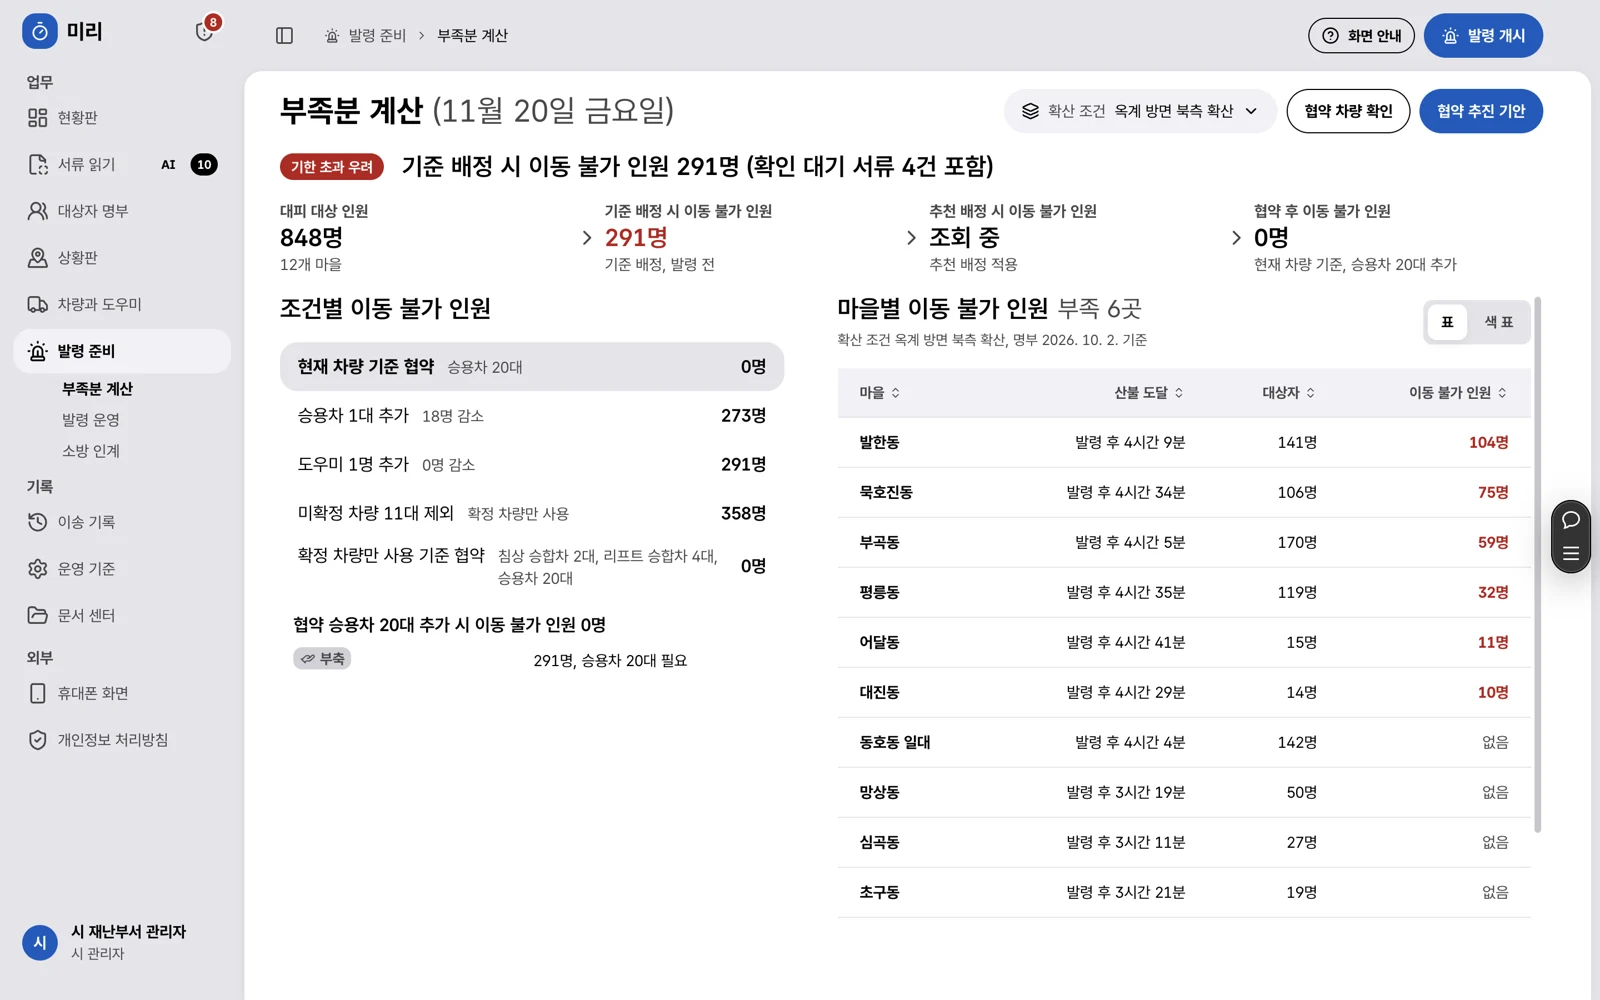 미리
8
업무
현황판
서류 읽기 AI 10
대상자 명부
상황판
차량과 도우미
발령 준비
부족분 계산
발령 운영
소방 인계
기록
이송 기록
운영 기준
문서 센터
외부
휴대폰 화면
개인정보 처리방침
시
시 재난부서 관리자
시 관리자
발령 준비 > 부족분 계산
화면 안내
발령 개시
부족분 계산 (11월 20일 금요일)
확산 조건 옥계 방면 북측 확산
협약 차량 확인
협약 추진 기안
기한 초과 우려 기준 배정 시 이동 불가 인원 291명 (확인 대기 서류 4건 포함)
대피 대상 인원
848명
12개 마을
기준 배정 시 이동 불가 인원
291명
기준 배정, 발령 전
추천 배정 시 이동 불가 인원
조회 중
추천 배정 적용
협약 후 이동 불가 인원
0명
현재 차량 기준, 승용차 20대 추가
조건별 이동 불가 인원
현재 차량 기준 협약 승용차 20대 0명
승용차 1대 추가 18명 감소 273명
도우미 1명 추가 0명 감소 291명
미확정 차량 11대 제외 확정 차량만 사용 358명
확정 차량만 사용 기준 협약 침상 승합차 2대, 리프트 승합차 4대,
승용차 20대 0명
협약 승용차 20대 추가 시 이동 불가 인원 0명
부축 291명, 승용차 20대 필요
마을별 이동 불가 인원 부족 6곳
확산 조건 옥계 방면 북측 확산, 명부 2026. 10. 2. 기준
표 색 표
마을 산불 도달 대상자 이동 불가 인원
발한동 발령 후 4시간 9분 141명 104명
묵호진동 발령 후 4시간 34분 106명 75명
부곡동 발령 후 4시간 5분 170명 59명
평릉동 발령 후 4시간 35분 119명 32명
어달동 발령 후 4시간 41분 15명 11명
대진동 발령 후 4시간 29분 14명 10명
동호동 일대 발령 후 4시간 4분 142명 없음
망상동 발령 후 3시간 19분 50명 없음
심곡동 발령 후 3시간 11분 27명 없음
초구동 발령 후 3시간 21분 19명 없음